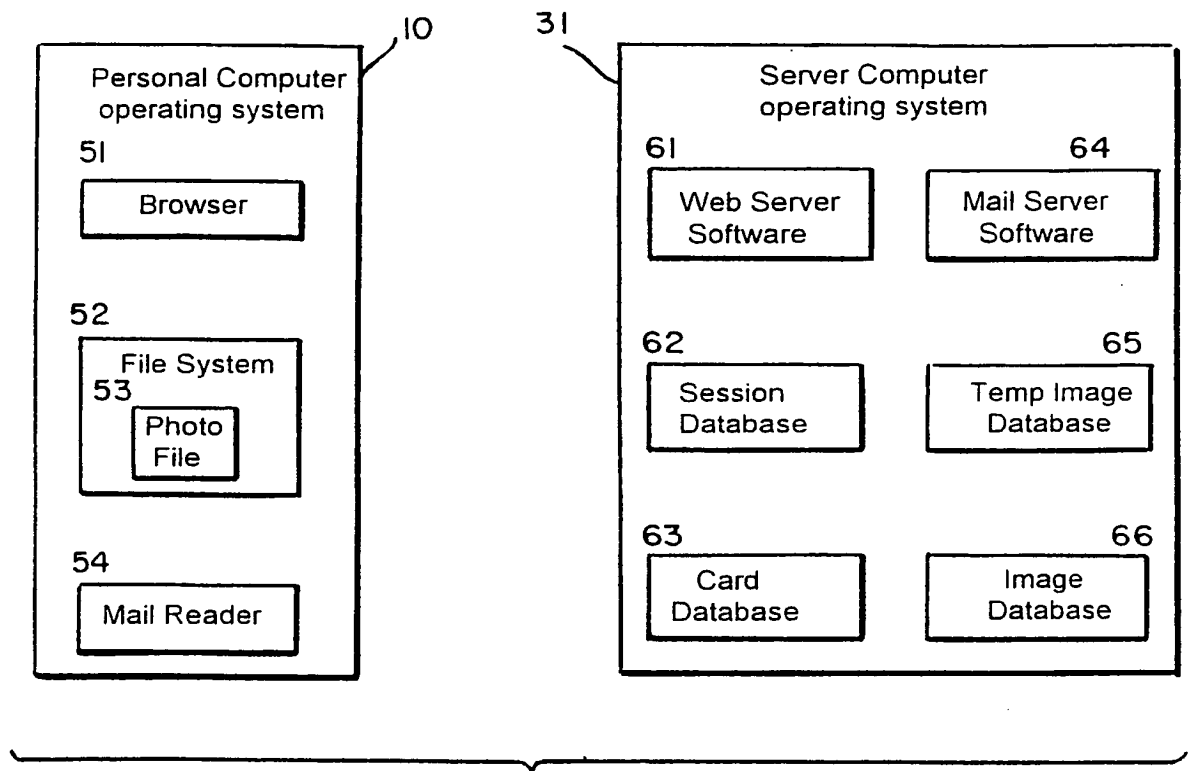 10
Personal Computer
operating system
51
Browser
52
File System
53
Photo
File
54
Mail Reader
31
Server Computer
operating system
61
Web Server
Software
64
Mail Server
Software
62
Session
Database
65
Temp Image
Database
63
Card
Database
66
Image
Database